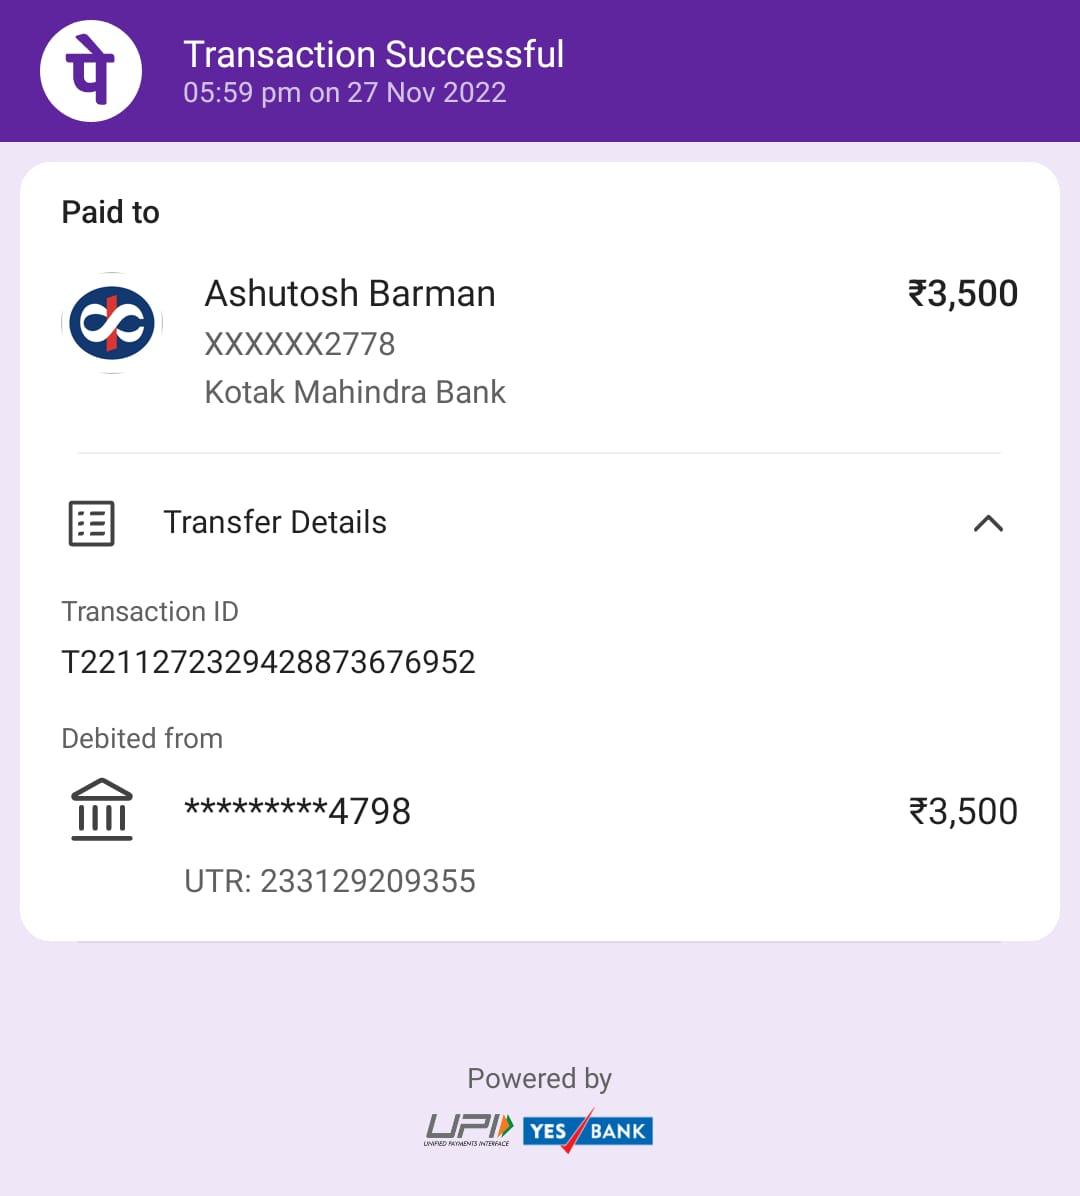 पे
Transaction Successful
05:59 pm on 27 Nov 2022
Paid to
Ashutosh Barman
₹3,500
XXXXXX2778
Kotak Mahindra Bank
Transfer Details
Transaction ID
T2211272329428873676952
Debited from
*********4798
₹3,500
UTR: 233129209355
Powered by
UPI
UNIFIED PAYMENTS INTERFACE
YES BANK